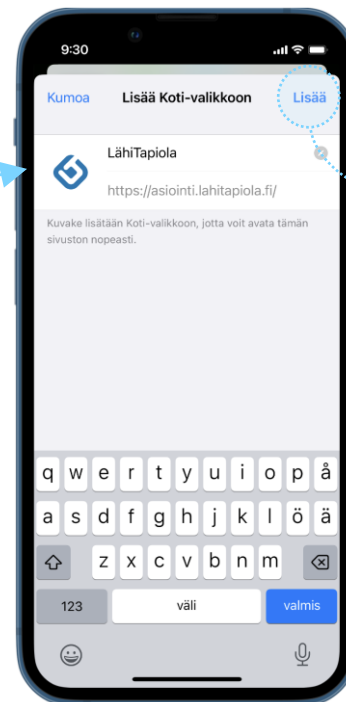 9:30
Kumoa Lisää Koti-valikkoon Lisää
LähiTapiola
https://asiointi.lahitapiola.fi/
Kuvake lisätään Koti-valikkoon, jotta voit avata tämän
sivuston nopeasti.
q w e r t y u i o p å
a s d f g h j k l ö ä
z x c v b n m
123 väli valmis